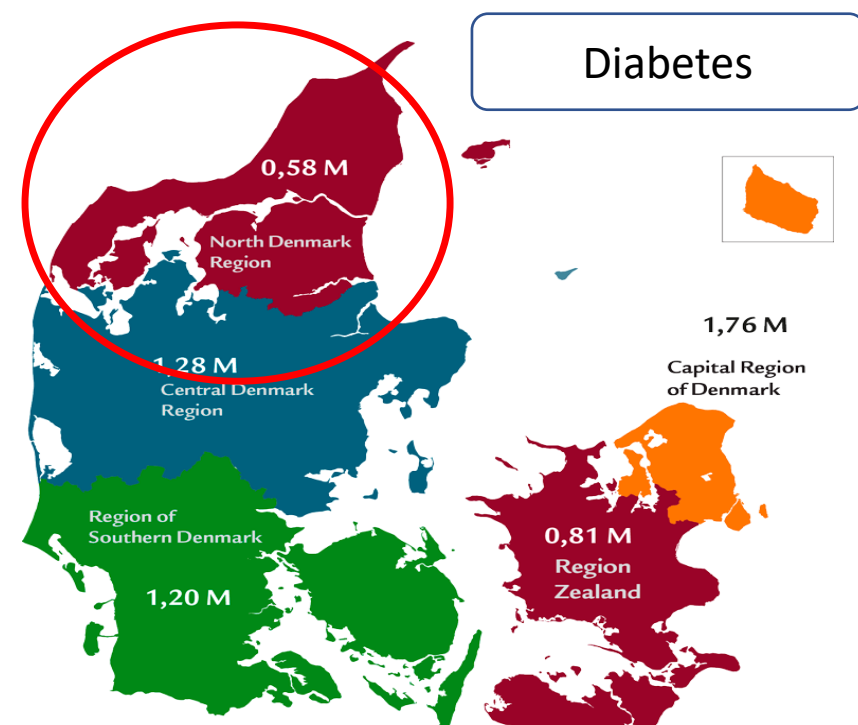 Diabetes
0,58 M
North Denmark
Region
1,76 M
1,28 M
Capital Region
of Denmark
Central Denmark
Region
Region of
Southern Denmark
0,81 M
Region
Zealand
1,20 M